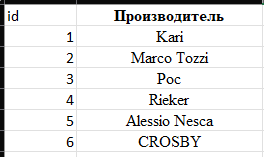 id Производитель
1 Kari
2 Marco Tozzi
3 Рос
4 Rieker
5 Alessio Nesca
6 CROSBY